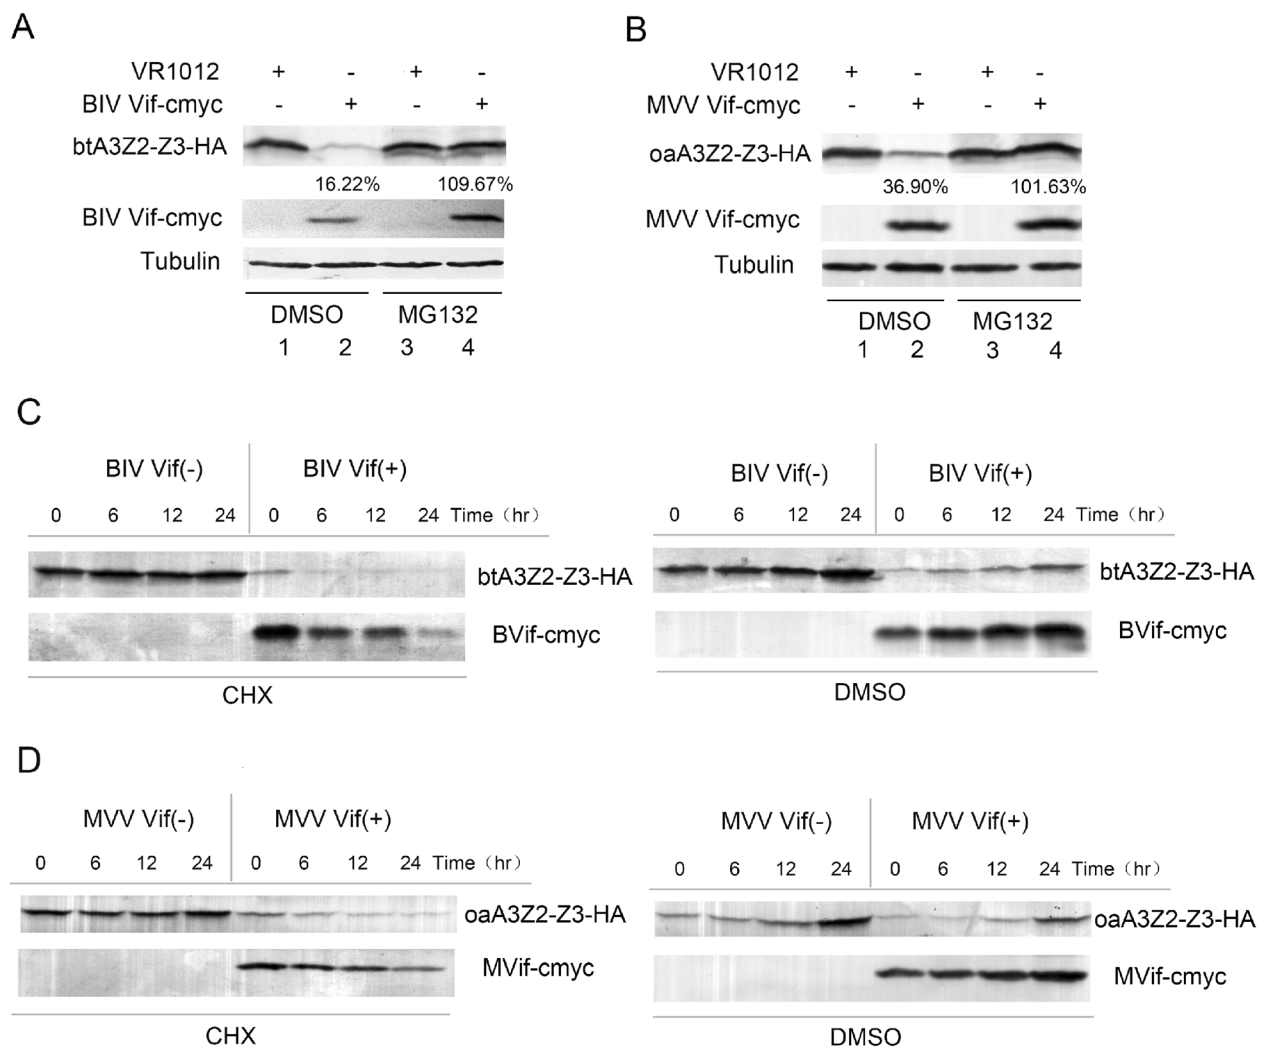 A
VR1012 + - + -
BIV Vif-cmyc - + - +
btA3Z2-Z3-HA
16.22% 109.67%
BIV Vif-cmyc
Tubulin
DMSO MG132
1 2 3 4
B
VR1012 + - + -
MVV Vif-cmyc - + - +
oaA3Z2-Z3-HA
36.90% 101.63%
MVV Vif-cmyc
Tubulin
DMSO MG132
1 2 3 4
C
BIV Vif(-) BIV Vif(+)
0 6 12 24 0 6 12 24 Time（hr）
btA3Z2-Z3-HA
BVif-cmyc
CHX
BIV Vif(-) BIV Vif(+)
0 6 12 24 0 6 12 24 Time（hr）
btA3Z2-Z3-HA
BVif-cmyc
DMSO
D
MVV Vif(-) MVV Vif(+)
0 6 12 24 0 6 12 24 Time（hr）
oaA3Z2-Z3-HA
MVif-cmyc
CHX
MVV Vif(-) MVV Vif(+)
0 6 12 24 0 6 12 24 Time（hr）
oaA3Z2-Z3-HA
MVif-cmyc
DMSO